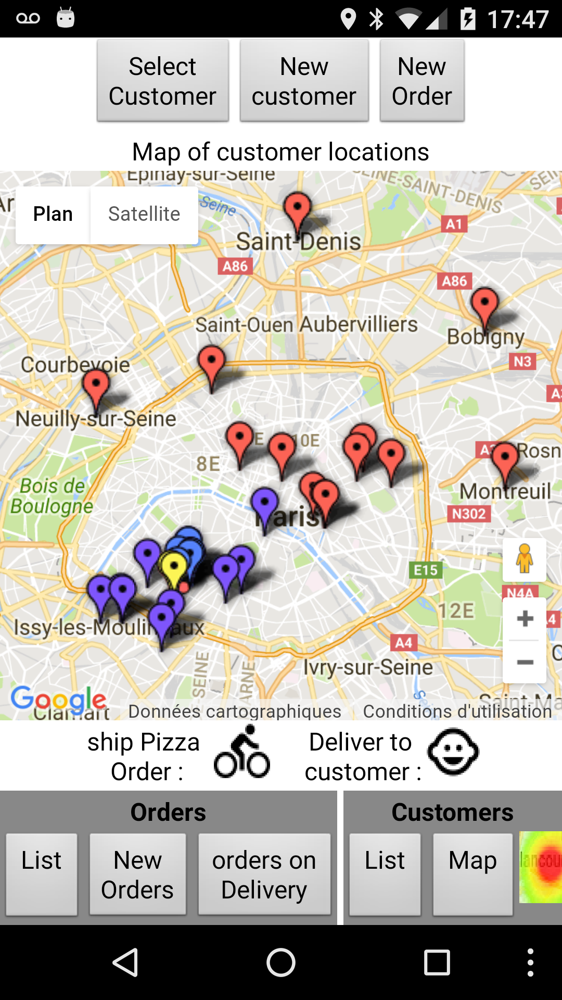 17:47
Select Customer
New customer
New Order
Map of customer locations
Epinay-sur-Seine
SEINE-SAINT-DENIS
Plan
Satellite
Seine
A1
Saint-Denis
A86
A86
Saint-Ouen
Aubervilliers
Bobigny
N3
Courbevoie
Neuilly-sur-Seine
10E
8E
Rosn
Bois de
Boulogne
Montreuil
N302
Paris
E15
N4A
12E
Issy-les-Moulineaux
A4
Ivry-sur-Seine
SEINE
ARNE
Google
Clamart
Saint-Ma
Données cartographiques
Conditions d'utilisation
ship Pizza
Order :
Deliver to
customer :
Orders
Customers
List
New Orders
orders on Delivery
List
Map